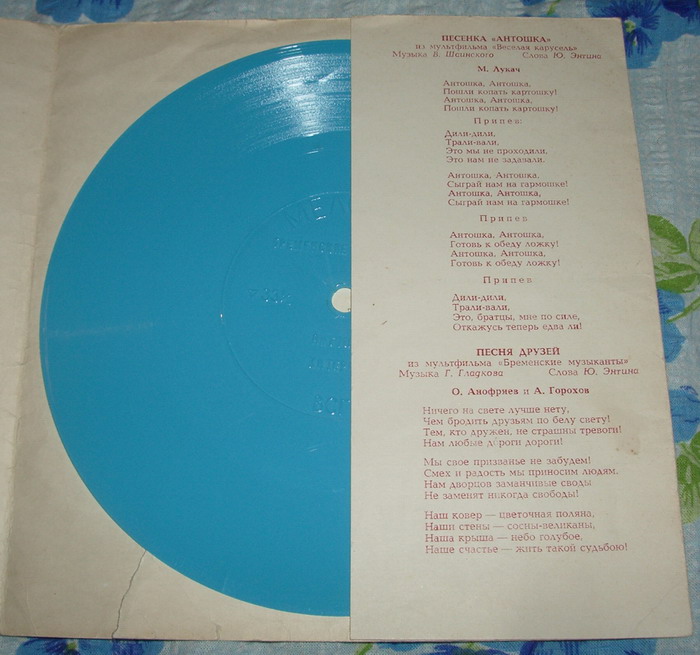 ПЕСЕНКА «АНТОШКА»
из мультфильма «Веселая карусель»
Музыка В. Шаинского Слова Ю. Энтина
М. Лукач
Антошка, Антошка,
Пошли копать картошку!
Антошка, Антошка,
Пошли копать картошку!
Припев:
Дили-дили,
Трали-вали,
Это мы не проходили,
Это нам не задавали.
Антошка, Антошка,
Сыграй нам на гармошке!
Антошка, Антошка,
Сыграй нам на гармошке!
Припев
Антошка, Антошка,
Готовь к обеду ложку!
Антошка, Антошка,
Готовь к обеду ложку!
Припев
Дили-дили,
Трали-вали,
Это, братцы, мне по силе,
Откажусь теперь едва ли!
ПЕСНЯ ДРУЗЕЙ
из мультфильма «Бременские музыканты»
Музыка Г. Гладкова Слова Ю. Энтина
О. Анофриев и А. Горохов
Ничего на свете лучше нету,
Чем бродить друзьям по белу свету!
Тем, кто дружен, не страшны тревоги!
Нам любые дороги дороги!
Мы свое призванье не забудем!
Смех и радость мы приносим людям.
Нам дворцов заманчивые своды
Не заменят никогда свободы!
Наш ковер — цветочная поляна,
Наши стены — сосны-великаны,
Наша крыша — небо голубое,
Наше счастье — жить такой судьбою!